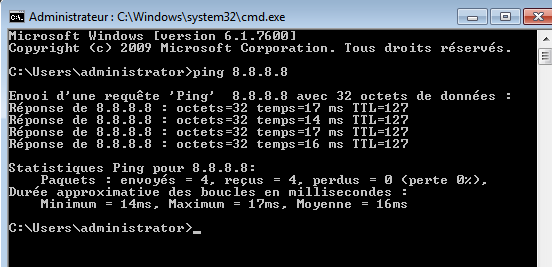 Administrateur : C:\Windows\system32\cmd.exe
Microsoft Windows [version 6.1.7600]
Copyright (c) 2009 Microsoft Corporation. Tous droits réservés.
C:\Users\administrator>ping 8.8.8.8
Envoi d'une requête 'Ping'  8.8.8.8 avec 32 octets de données :
Réponse de 8.8.8.8 : octets=32 temps=17 ms TTL=127
Réponse de 8.8.8.8 : octets=32 temps=14 ms TTL=127
Réponse de 8.8.8.8 : octets=32 temps=17 ms TTL=127
Réponse de 8.8.8.8 : octets=32 temps=16 ms TTL=127
Statistiques Ping pour 8.8.8.8:
    Paquets : envoyés = 4, reçus = 4, perdus = 0 (perte 0%),
Durée approximative des boucles en millisecondes :
    Minimum = 14ms, Maximum = 17ms, Moyenne = 16ms
C:\Users\administrator>_